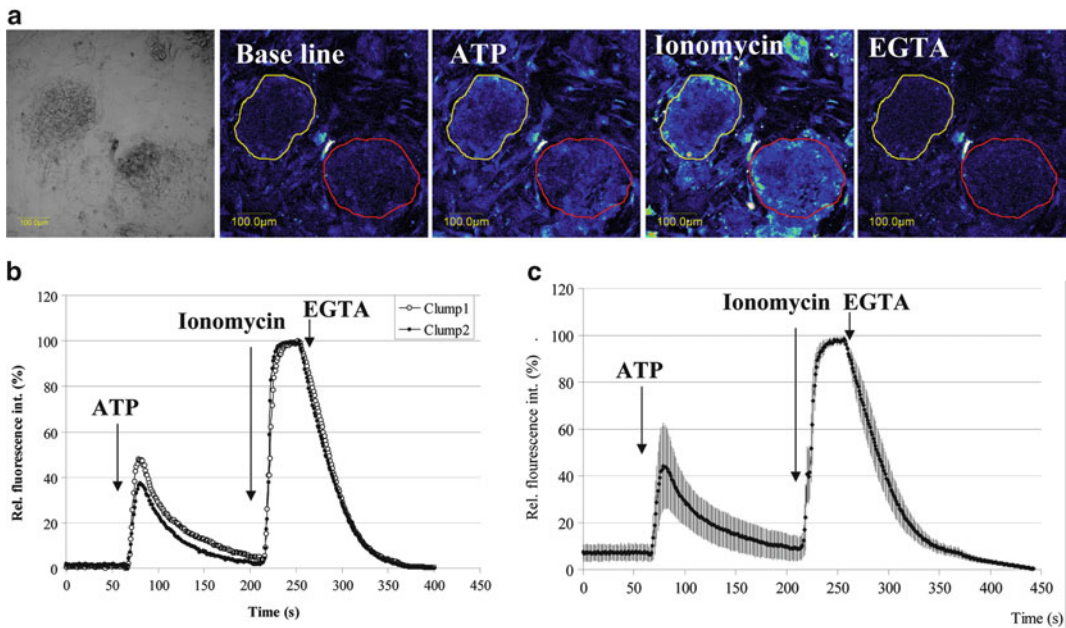 a
Base line
ATP
Ionomycin
EGTA
100.0µm
100.0µm
100.0µm
100.0µm
100.0µm
b
Rel. fluorescence int. (%)
120
100
80
60
40
20
0
0 50 100 150 200 250 300 350 400 450
Time (s)
ATP
Ionomycin
EGTA
Clump1
Clump2
c
Rel. flourescence int. (%)
120
100
80
60
40
20
0
0 50 100 150 200 250 300 350 400 450
Time (s)
ATP
Ionomycin
EGTA